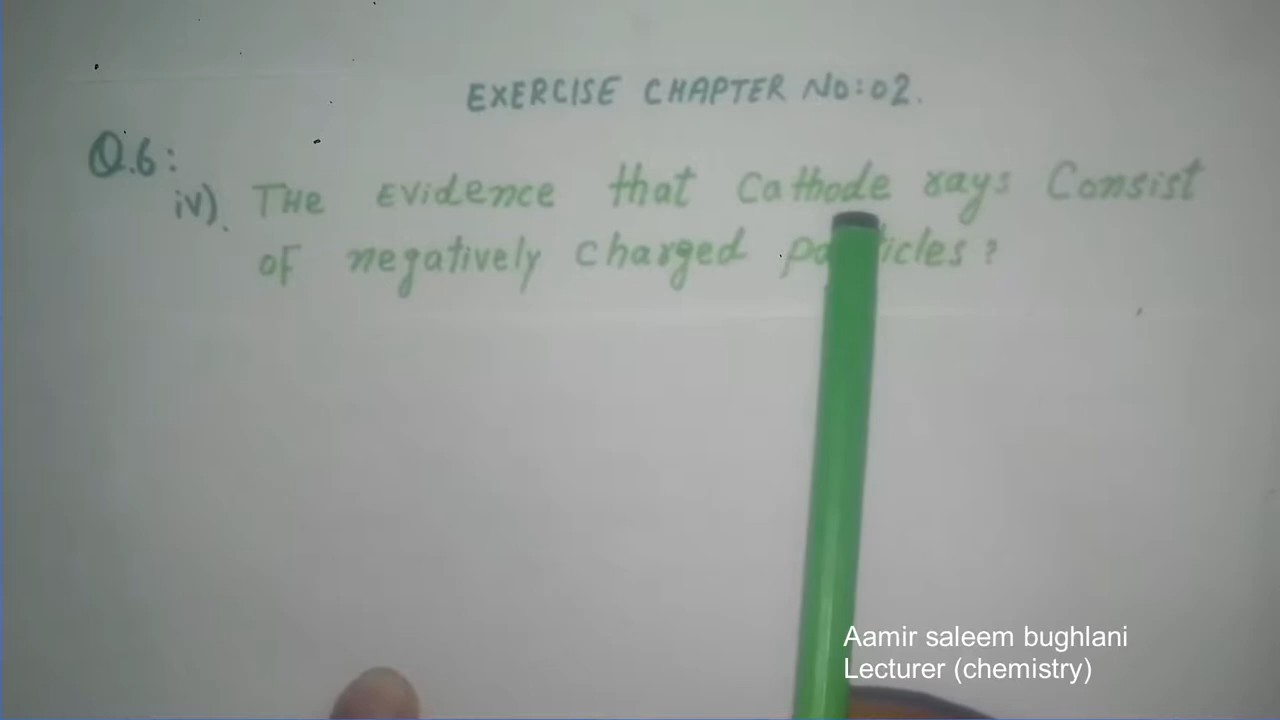 EXERCISE CHAPTER NO:02.
Q.6:
iv). THe Evidence that Cathode rays Consist
of negatively charged particles?
Aamir saleem bughlani
Lecturer (chemistry)